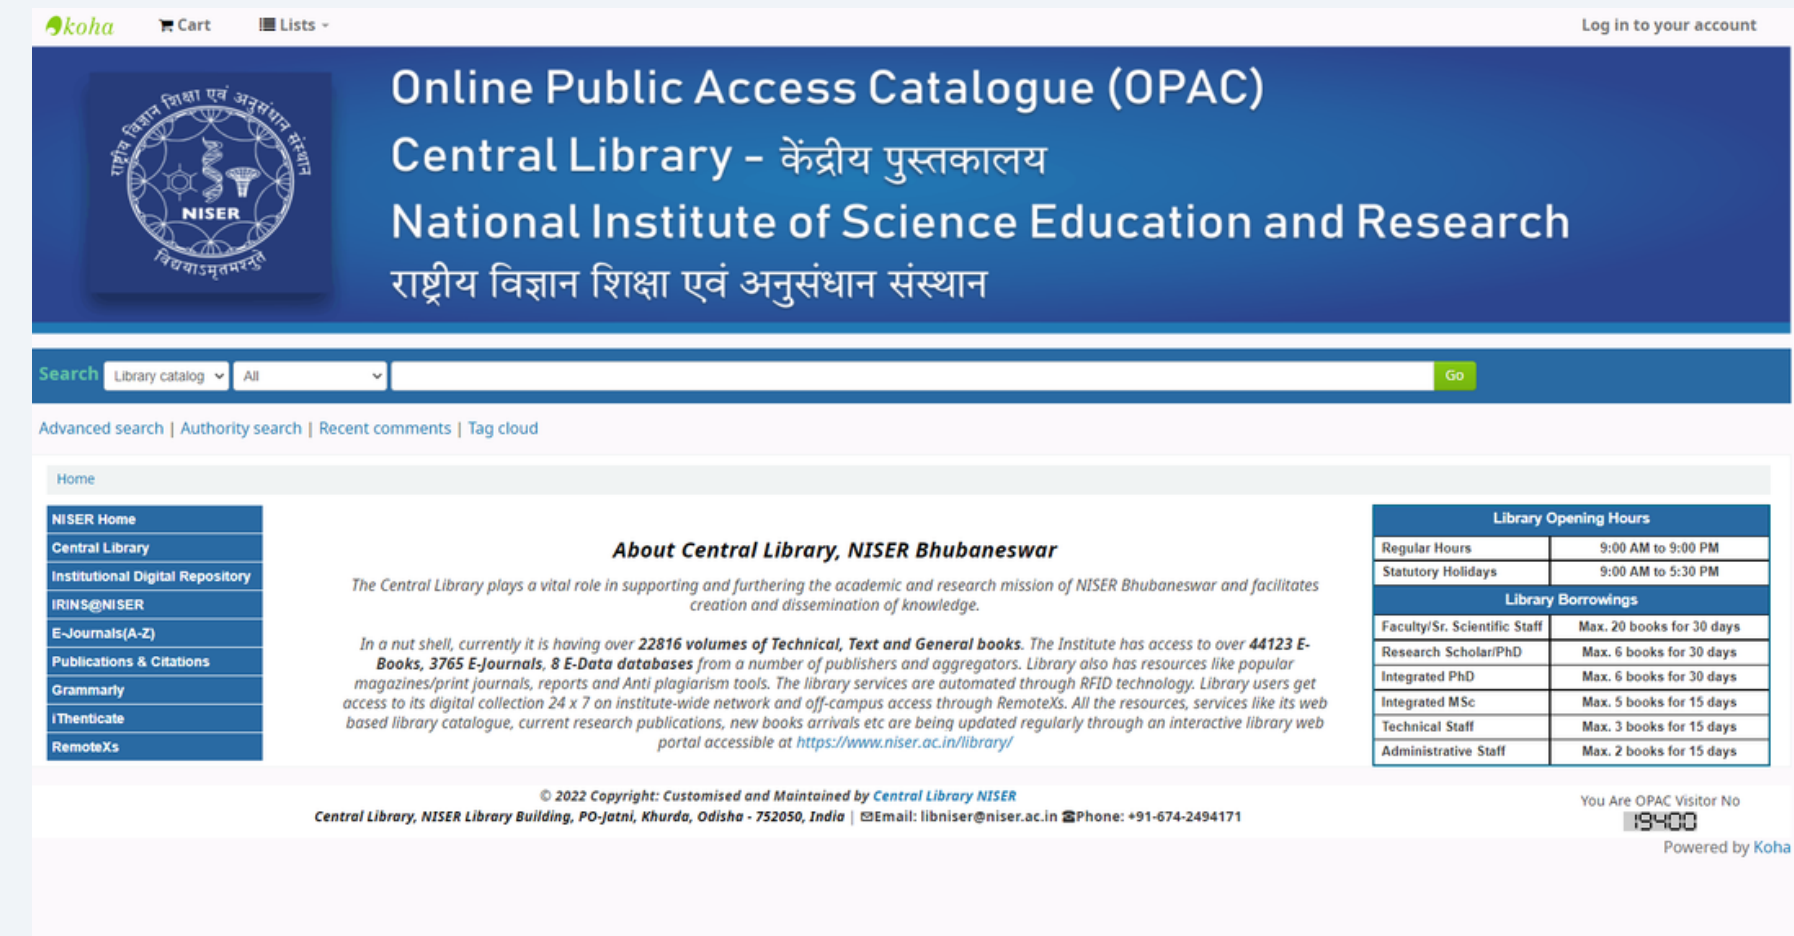 koha Cart Lists Log in to your account
राष्ट्रीय विज्ञान शिक्षा एवं अनुसंधान संस्थान
NISER
विद्ययाऽमृतमश्नुते
Online Public Access Catalogue (OPAC)
Central Library - केंद्रीय पुस्तकालय
National Institute of Science Education and Research
राष्ट्रीय विज्ञान शिक्षा एवं अनुसंधान संस्थान
Search Library catalog All Go
Advanced search | Authority search | Recent comments | Tag cloud
Home
NISER Home
Central Library
Institutional Digital Repository
IRINS@NISER
E-Journals(A-Z)
Publications & Citations
Grammarly
iThenticate
RemoteXs
About Central Library, NISER Bhubaneswar
The Central Library plays a vital role in supporting and furthering the academic and research mission of NISER Bhubaneswar and facilitates
creation and dissemination of knowledge.
In a nut shell, currently it is having over 22816 volumes of Technical, Text and General books. The Institute has access to over 44123 E-
Books, 3765 E-Journals, 8 E-Data databases from a number of publishers and aggregators. Library also has resources like popular
magazines/print journals, reports and Anti plagiarism tools. The library services are automated through RFID technology. Library users get
access to its digital collection 24 x 7 on institute-wide network and off-campus access through RemoteXs. All the resources, services like its web
based library catalogue, current research publications, new books arrivals etc are being updated regularly through an interactive library web
portal accessible at https://www.niser.ac.in/library/
Library Opening Hours
Regular Hours 9:00 AM to 9:00 PM
Statutory Holidays 9:00 AM to 5:30 PM
Library Borrowings
Faculty/Sr. Scientific Staff Max. 20 books for 30 days
Research Scholar/PhD Max. 6 books for 30 days
Integrated PhD Max. 6 books for 30 days
Integrated MSc Max. 5 books for 15 days
Technical Staff Max. 3 books for 15 days
Administrative Staff Max. 2 books for 15 days
© 2022 Copyright: Customised and Maintained by Central Library NISER
Central Library, NISER Library Building, PO-Jatni, Khurda, Odisha - 752050, India | Email: libniser@niser.ac.in Phone: +91-674-2494171
You Are OPAC Visitor No
19400
Powered by Koha